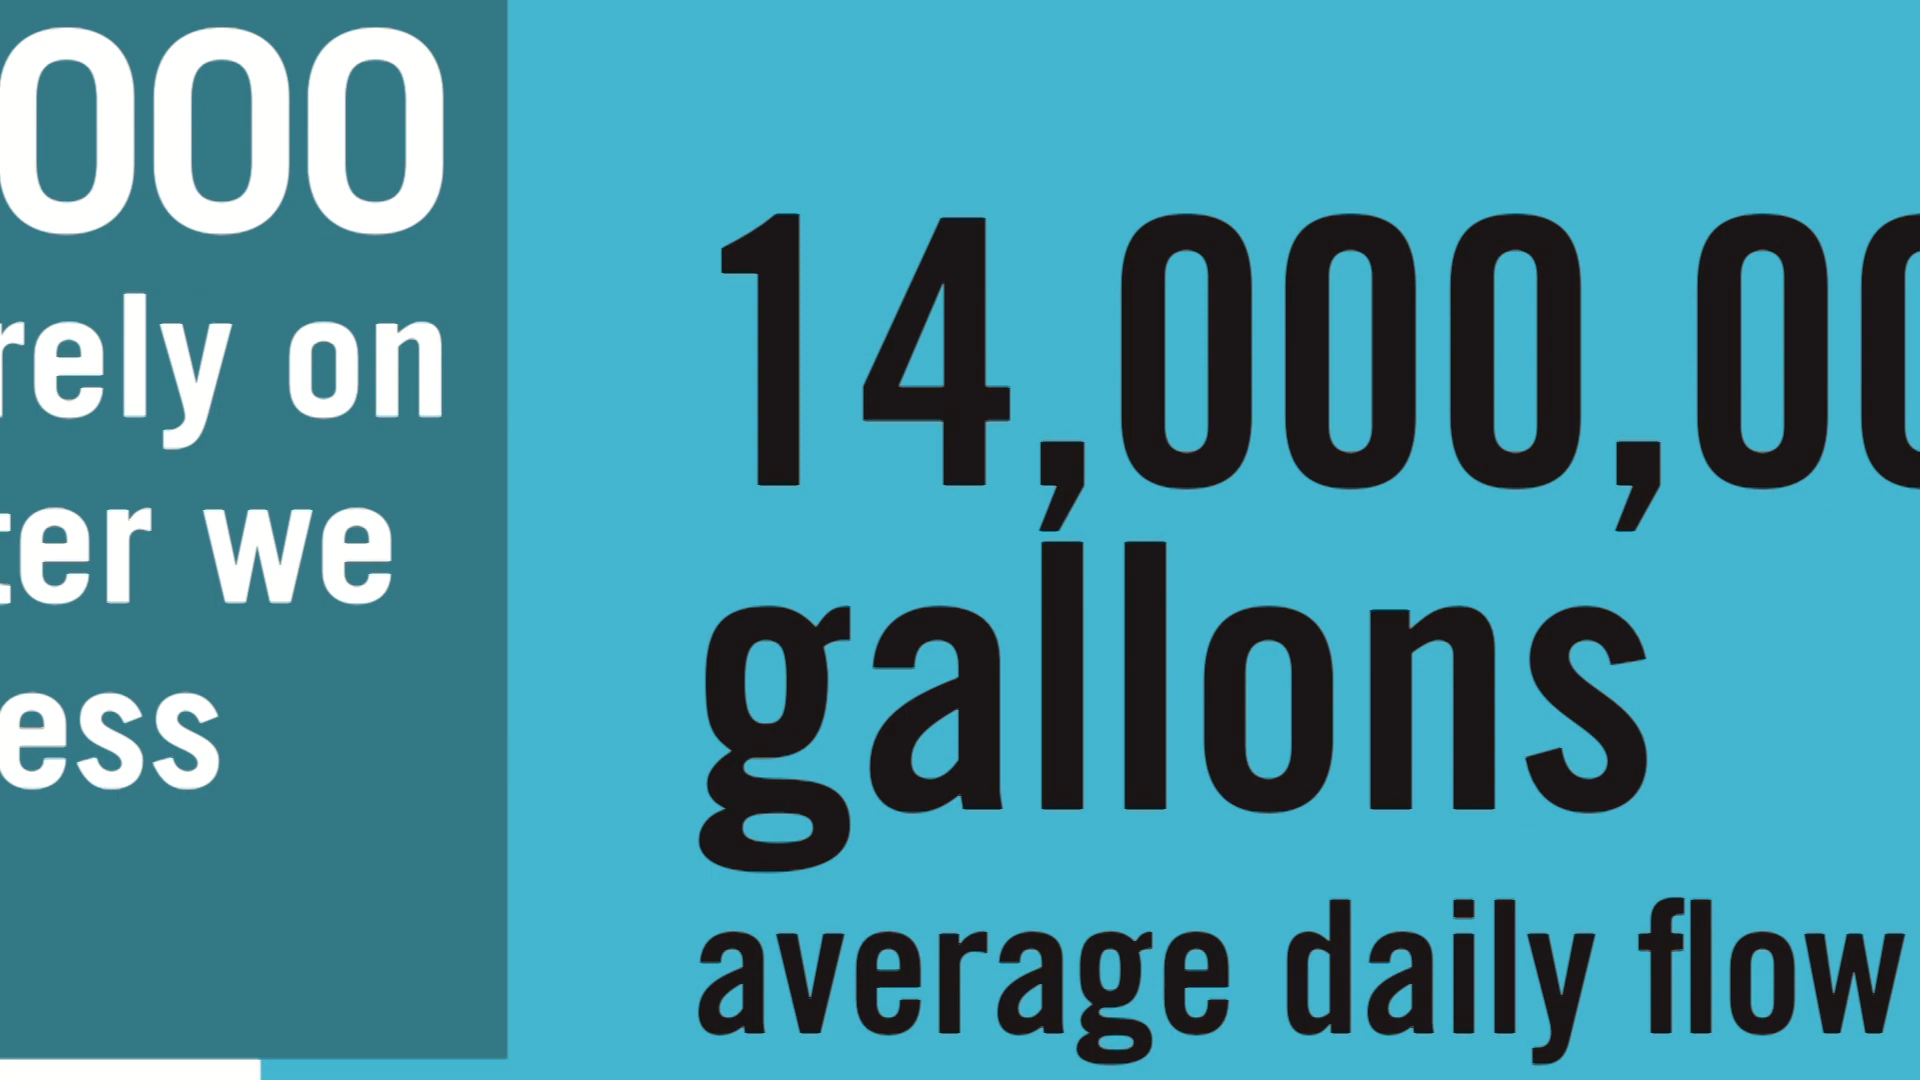 000
rely on
ter we
ess
14,000,00
gallons
average daily flow